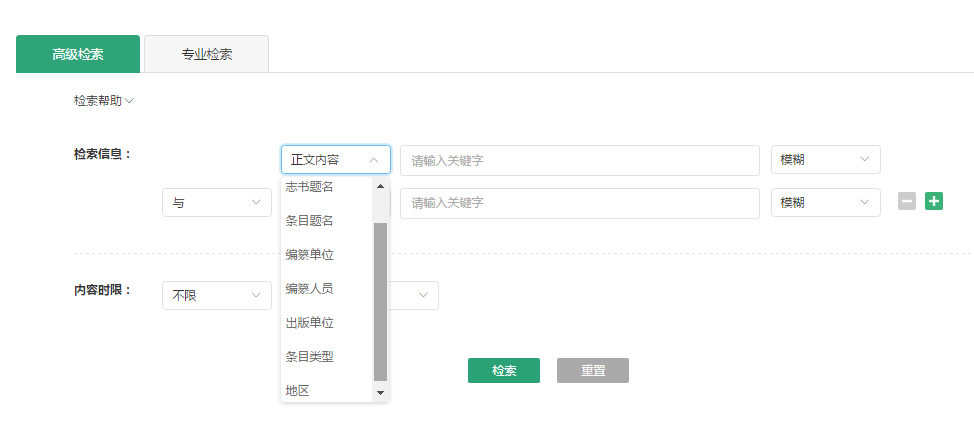 高级检索 专业检索
检索帮助
检索信息： 正文内容 请输入关键字 模糊
志书题名
与 请输入关键字 模糊
条目题名
编纂单位
编纂人员
内容时限： 不限
出版单位
条目类型
检索 重置
地区